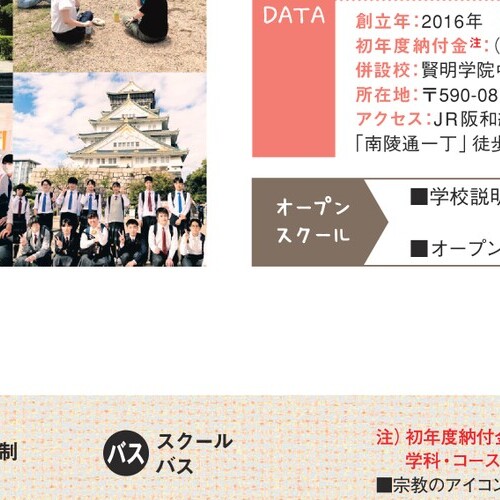 DATA
創立年：2016年
初年度納付金注：(
併設校：賢明学院
所在地：〒590-08
アクセス：JR阪和
「南陵通一丁」徒歩
オープン
スクール
■学校説明
■オープン
制
バス
スクール
バス
注）初年度納付金
学科・コース
■宗教のアイコン